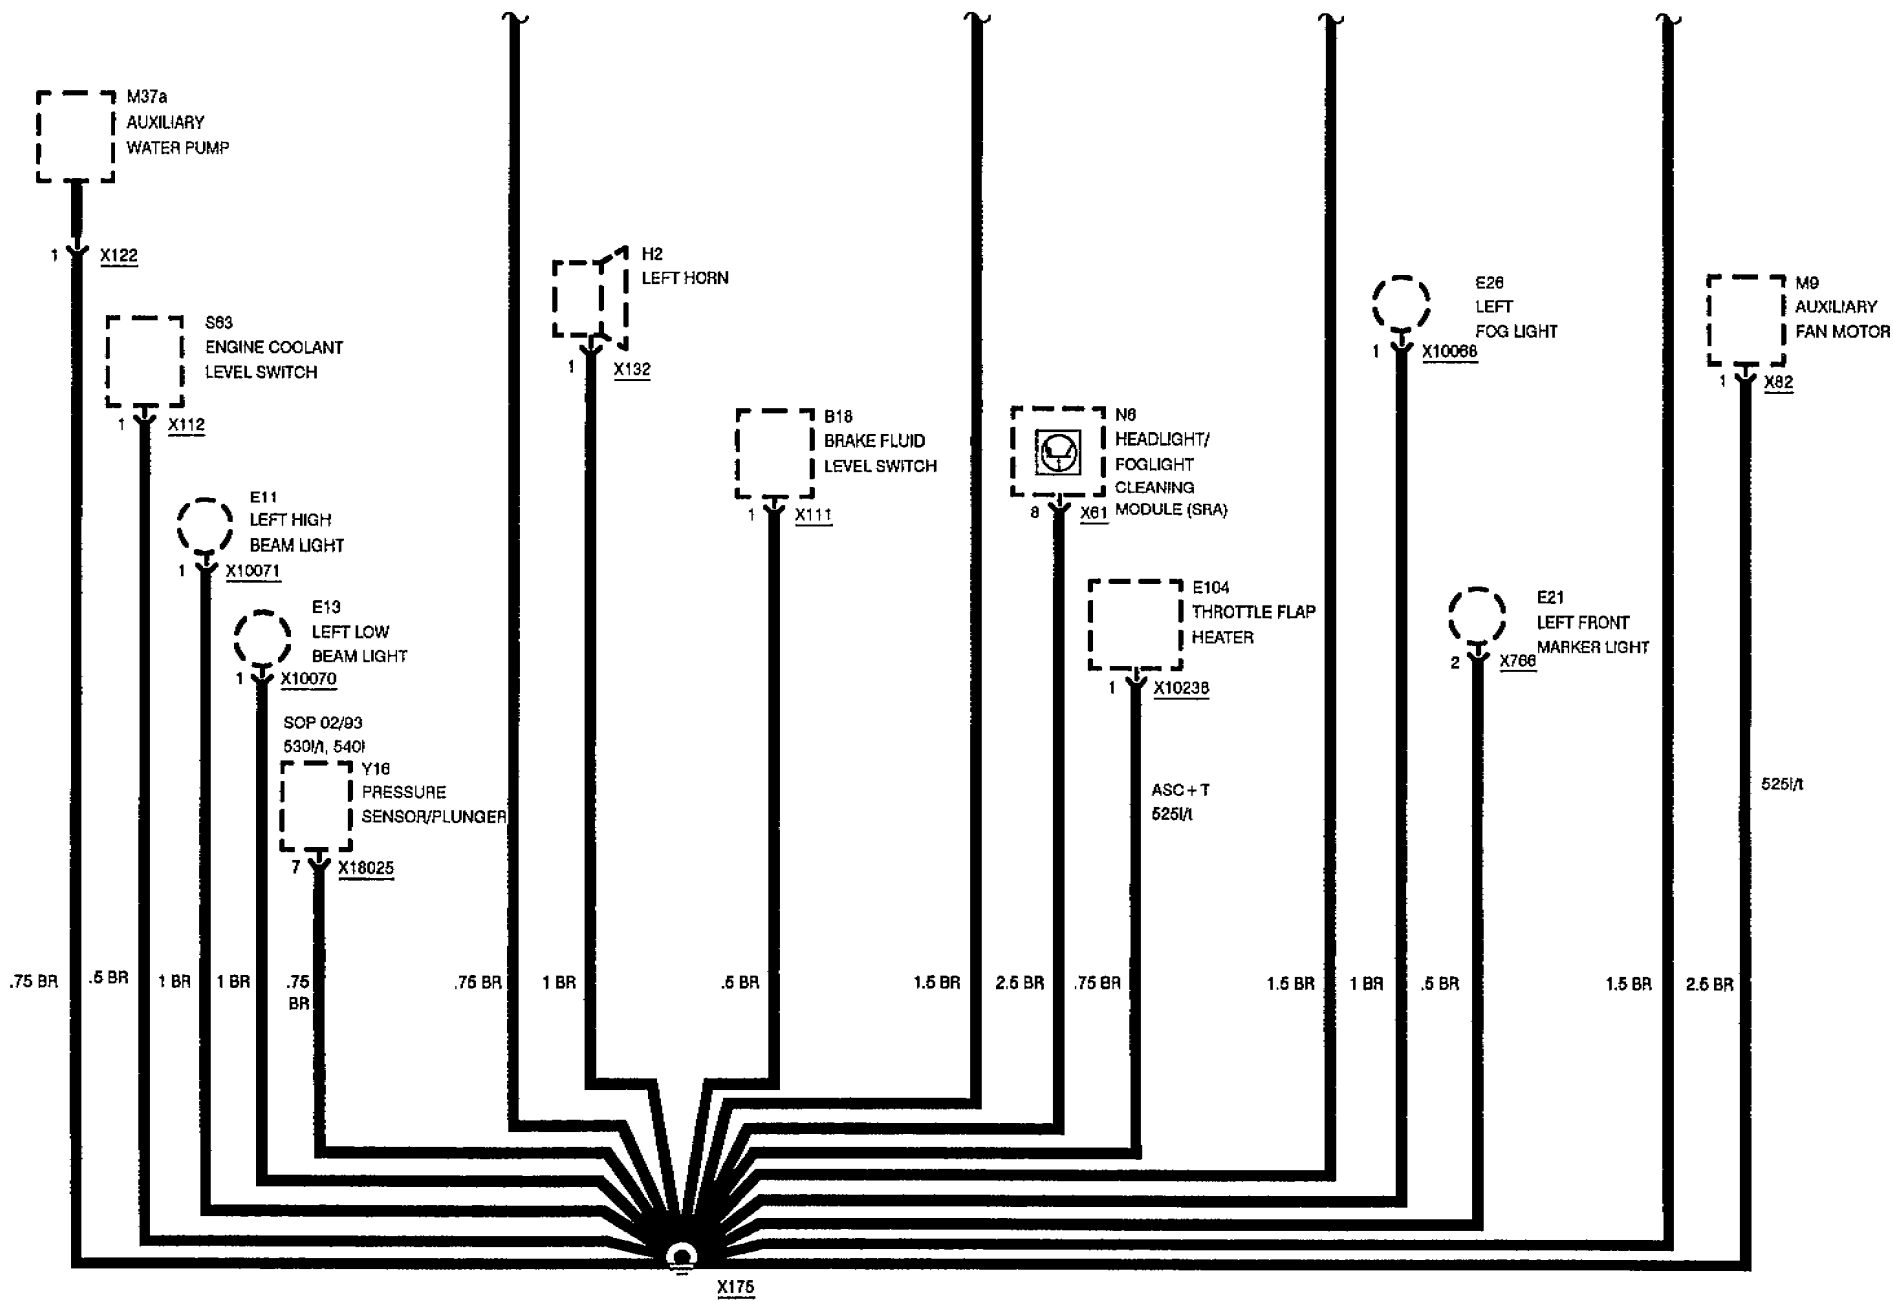 M37a
AUXILIARY
WATER PUMP
1 X122
S63
ENGINE COOLANT
LEVEL SWITCH
1 X112
E11
LEFT HIGH
BEAM LIGHT
1 X10071
E13
LEFT LOW
BEAM LIGHT
1 X10070
SOP 02/93
530I/t, 540I
Y16
PRESSURE
SENSOR/PLUNGER
7 X18025
H2
LEFT HORN
1 X132
B18
BRAKE FLUID
LEVEL SWITCH
1 X111
N6
HEADLIGHT/
FOGLIGHT
CLEANING
MODULE (SRA)
8 X61
E104
THROTTLE FLAP
HEATER
1 X10238
ASC + T
525I/t
E26
LEFT
FOG LIGHT
1 X10068
E21
LEFT FRONT
MARKER LIGHT
2 X766
M9
AUXILIARY
FAN MOTOR
1 X82
525I/t
.75 BR
.5 BR
1 BR
1 BR
.75
BR
.75 BR
1 BR
.5 BR
1.5 BR
2.5 BR
.75 BR
1.5 BR
1 BR
.5 BR
1.5 BR
2.5 BR
X175